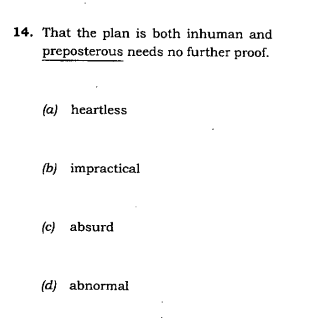 14. That the plan is both inhuman and
preposterous needs no further proof.
(a) heartless
(b) impractical
(c) absurd
(d) abnormal